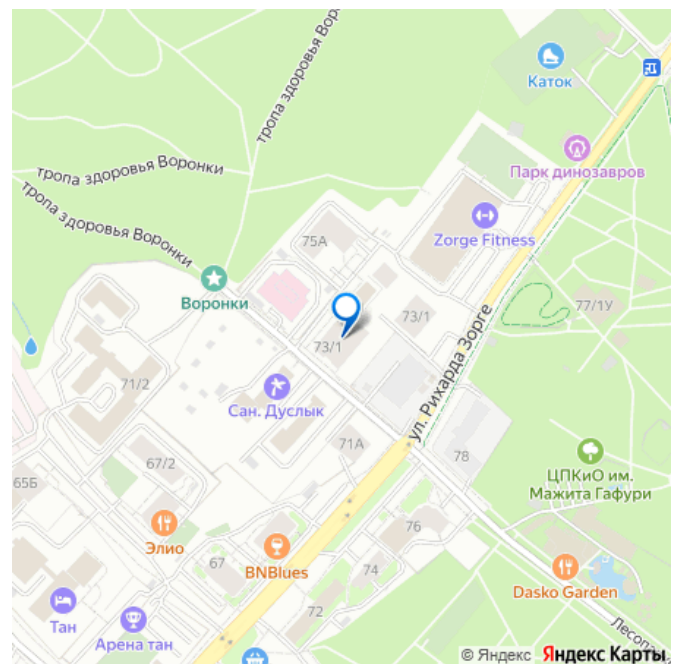 тропа здоровья Воронки
Каток
Парк динозавров
тропа здоровья Воронки
тропа здоровья Воронки
Zorge Fitness
75А
Воронки
77/1У
73/1
73/1
ул. Рихарда Зорге
71/2
Сан. Дуслык
71А
78
67/2
65Б
ЦПКиО им.
Мажита Гафури
76
Элио
67
BNBlues
74
Dasko Garden
72
Тан
Арена тан
Лесопа
© Яндекс Яндекс Карты